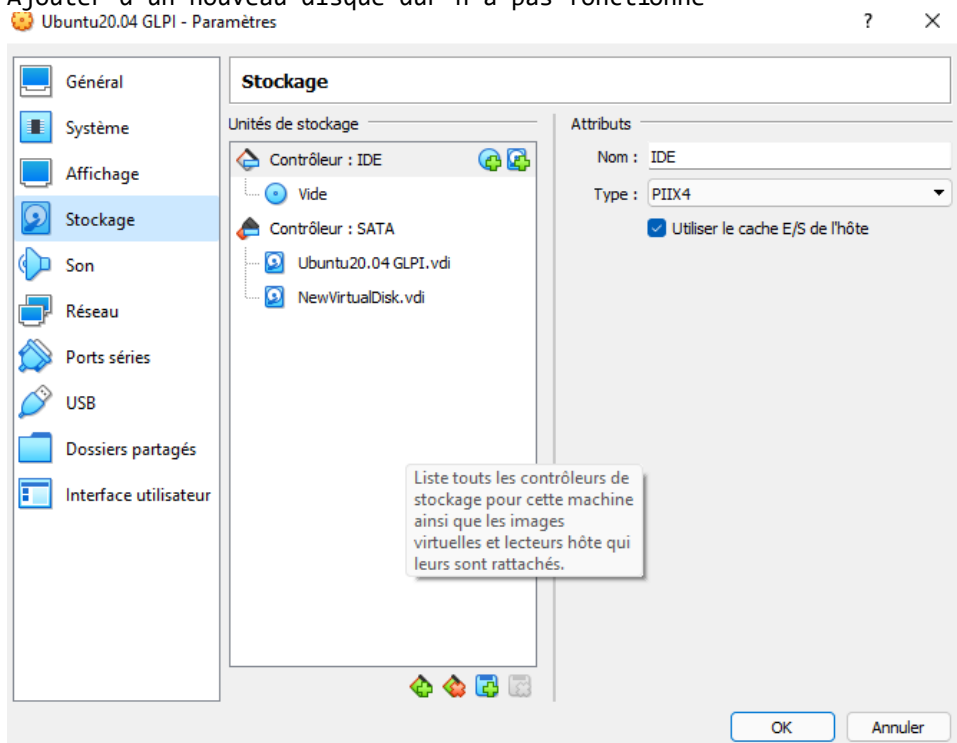 Ajouter d'un nouveau disque dur n'a pas fonctionné
Ubuntu20.04 GLPI - Paramètres
?
Général
Système
Affichage
Stockage
Son
Réseau
Ports séries
USB
Dossiers partagés
Interface utilisateur
Stockage
Unités de stockage
Contrôleur : IDE
Vide
Contrôleur : SATA
Ubuntu20.04 GLPI.vdi
NewVirtualDisk.vdi
Liste touts les contrôleurs de
stockage pour cette machine
ainsi que les images
virtuelles et lecteurs hôte qui
leurs sont rattachés.
Attributs
Nom : IDE
Type : PIIX4
Utiliser le cache E/S de l'hôte
OK
Annuler